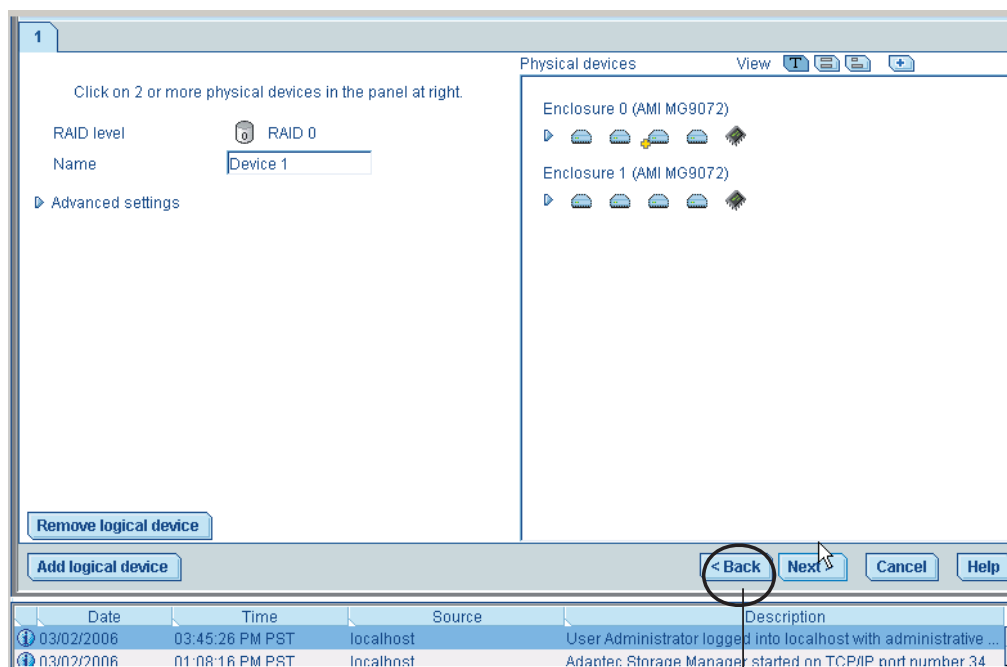 1
Physical devices View T
Click on 2 or more physical devices in the panel at right.
RAID level 0 RAID 0
Name Device 1
Advanced settings
Enclosure 0 (AMI MG9072)
Enclosure 1 (AMI MG9072)
Remove logical device
Add logical device < Back Next > Cancel Help
Date Time Source Description
03/02/2006 03:45:26 PM PST localhost User Administrator logged into localhost with administrative ...
03/02/2006 01:08:16 PM PST localhost Adaptec Storage Manager started on TCP/IP port number 34